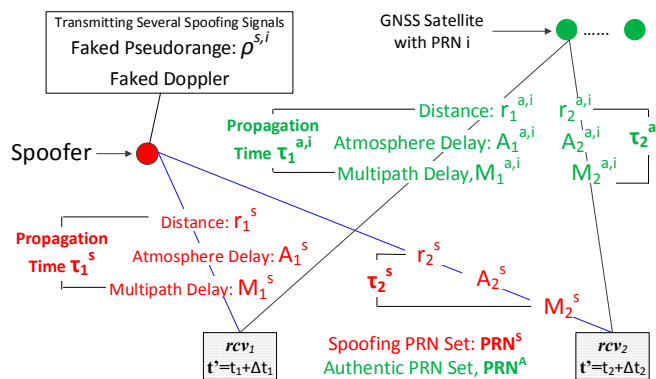 Transmitting Several Spoofing Signals
Faked Pseudorange: ρ^{s,i}
Faked Doppler
GNSS Satellite
with PRN i
......
Spoofer
Propagation
Time τ₁^{a,i}
Distance: r₁^{a,i}
Atmosphere Delay: A₁^{a,i}
Multipath Delay, M₁^{a,i}
r₂^{a,i}
A₂^{a,i}
M₂^{a,i}
τ₂^a
Propagation
Time τ₁^s
Distance: r₁^s
Atmosphere Delay: A₁^s
Multipath Delay: M₁^s
τ₂^s
r₂^s
A₂^s
M₂^s
rcv₁
t'=t₁+Δt₁
Spoofing PRN Set: PRN^S
Authentic PRN Set, PRN^A
rcv₂
t'=t₂+Δt₂